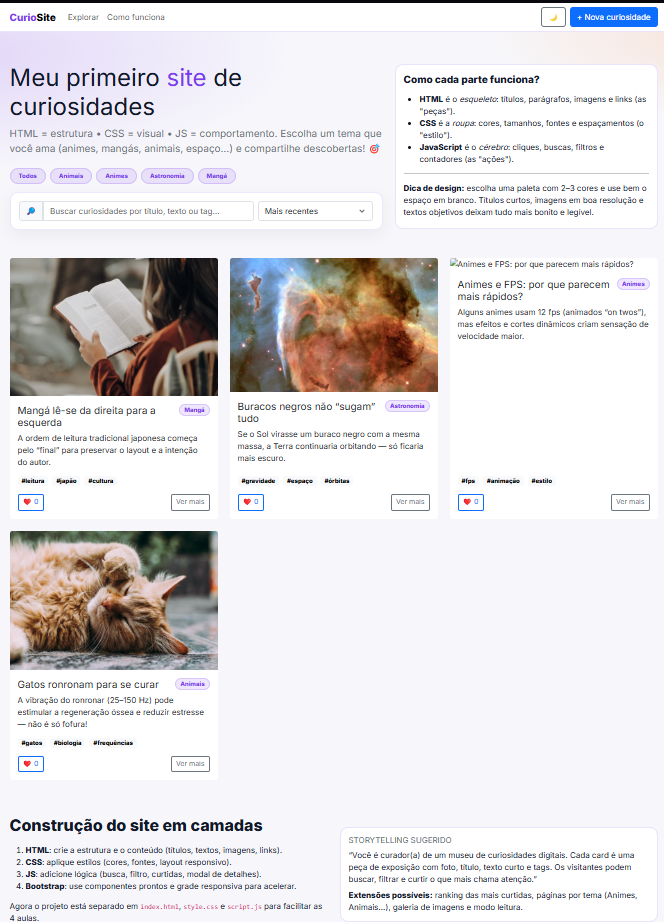 CurioSite Explorar Como funciona + Nova curiosidade
Meu primeiro site de
curiosidades
HTML = estrutura • CSS = visual • JS = comportamento. Escolha um tema que
você ama (animes, mangás, animais, espaço...) e compartilhe descobertas! 🎯
Todos Animais Animes Astronomia Mangá
🔎 Buscar curiosidades por título, texto ou tag... Mais recentes
Como cada parte funciona?
• HTML é o esqueleto: títulos, parágrafos, imagens e links (as
"peças").
• CSS é a roupa: cores, tamanhos, fontes e espaçamentos (o
"estilo").
• JavaScript é o cérebro: cliques, buscas, filtros e
contadores (as "ações").
Dica de design: escolha uma paleta com 2–3 cores e use bem o
espaço em branco. Títulos curtos, imagens em boa resolução e
textos objetivos deixam tudo mais bonito e legível.
Mangá lê-se da direita para a
esquerda
Mangá
A ordem de leitura tradicional japonesa começa
pelo “final” para preservar o layout e a intenção
do autor.
#leitura #japão #cultura
❤️ 0 Ver mais
Buracos negros não “sugam”
tudo
Astronomia
Se o Sol virasse um buraco negro com a mesma
massa, a Terra continuaria orbitando — só ficaria
mais escuro.
#gravidade #espaço #órbitas
❤️ 0 Ver mais
Animes e FPS: por que parecem mais rápidos?
Animes e FPS: por que parecem
mais rápidos?
Animes
Alguns animes usam 12 fps (animados “on twos”),
mas efeitos e cortes dinâmicos criam sensação de
velocidade maior.
#fps #animação #estilo
❤️ 0 Ver mais
Gatos ronronam para se curar
Animais
A vibração do ronronar (25–150 Hz) pode
estimular a regeneração óssea e reduzir estresse
— não é só fofura!
#gatos #biologia #frequências
❤️ 0 Ver mais
Construção do site em camadas
1. HTML: crie a estrutura e o conteúdo (títulos, textos, imagens, links).
2. CSS: aplique estilos (cores, fontes, layout responsivo).
3. JS: adicione lógica (busca, filtro, curtidas, modal de detalhes).
4. Bootstrap: use componentes prontos e grade responsiva para acelerar.
Agora o projeto está separado em index.html, style.css e script.js para facilitar as
4 aulas.
STORYTELLING SUGERIDO
“Você é curador(a) de um museu de curiosidades digitais. Cada card é uma
peça de exposição com foto, título, texto curto e tags. Os visitantes podem
buscar, filtrar e curtir o que mais chama atenção.”
Extensões possíveis: ranking das mais curtidas, páginas por tema (Animes,
Animais...), galeria de imagens e modo leitura.